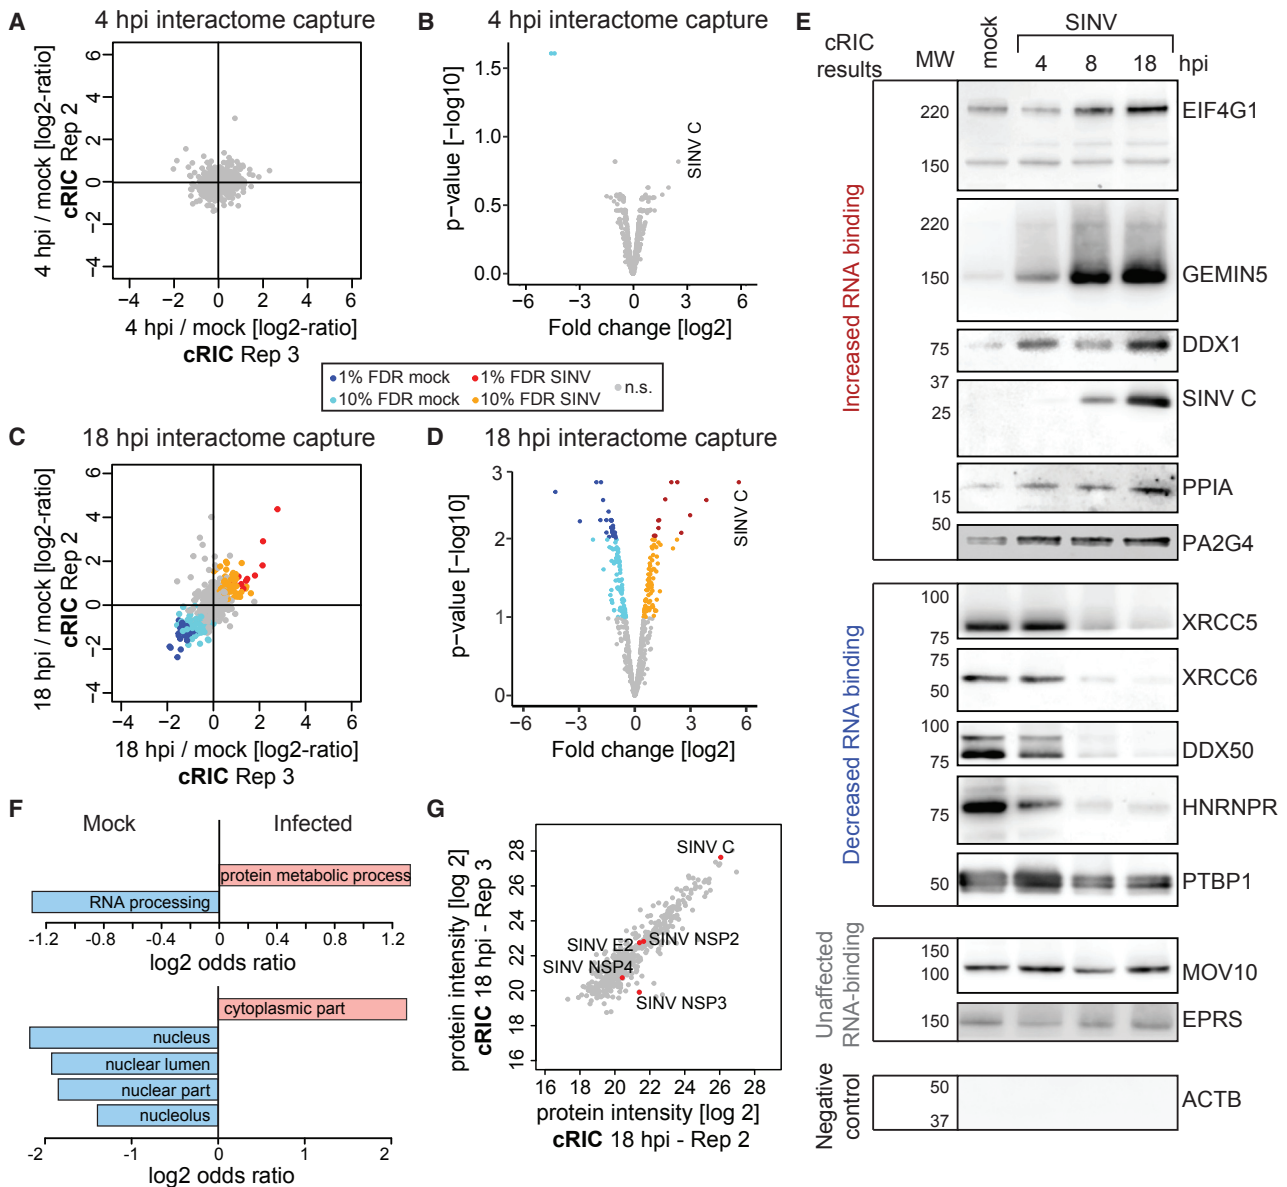 A
4 hpi interactome capture
4 hpi / mock [log2-ratio]
cRIC Rep 2
6
4
2
0
−2
−4
−4
−2
0
2
4
6
4 hpi / mock [log2-ratio]
cRIC Rep 3
B
4 hpi interactome capture
p−value [−log10]
1.5
1.0
0.5
0.0
SINV C
−6
−3
0
3
6
Fold change [log2]
1% FDR mock
1% FDR SINV
n.s.
10% FDR mock
10% FDR SINV
C
18 hpi interactome capture
18 hpi / mock [log2-ratio]
cRIC Rep 2
6
4
2
0
−2
−4
−4
−2
0
2
4
6
18 hpi / mock [log2-ratio]
cRIC Rep 3
D
18 hpi interactome capture
p−value [−log10]
3
2
1
0
SINV C
−6
−3
0
3
6
Fold change [log2]
E
cRIC
results
MW
mock
SINV
4
8
18
hpi
Increased RNA binding
220
150
EIF4G1
220
150
GEMIN5
75
DDX1
37
25
SINV C
15
PPIA
50
PA2G4
Decreased RNA binding
100
75
XRCC5
75
50
XRCC6
100
75
DDX50
75
HNRNPR
50
PTBP1
Unaffected
RNA-binding
150
100
MOV10
150
EPRS
Negative
control
50
37
ACTB
F
Mock
Infected
protein metabolic process
RNA processing
-1.2
-0.8
-0.4
0
0.4
0.8
1.2
log2 odds ratio
cytoplasmic part
nucleus
nuclear lumen
nuclear part
nucleolus
-2
-1
0
1
2
log2 odds ratio
G
protein intensity [log 2]
cRIC 18 hpi - Rep 3
28
26
24
22
20
18
16
SINV C
SINV E2
SINV NSP2
SINV NSP4
SINV NSP3
16
18
20
22
24
26
28
protein intensity [log 2]
cRIC 18 hpi - Rep 2